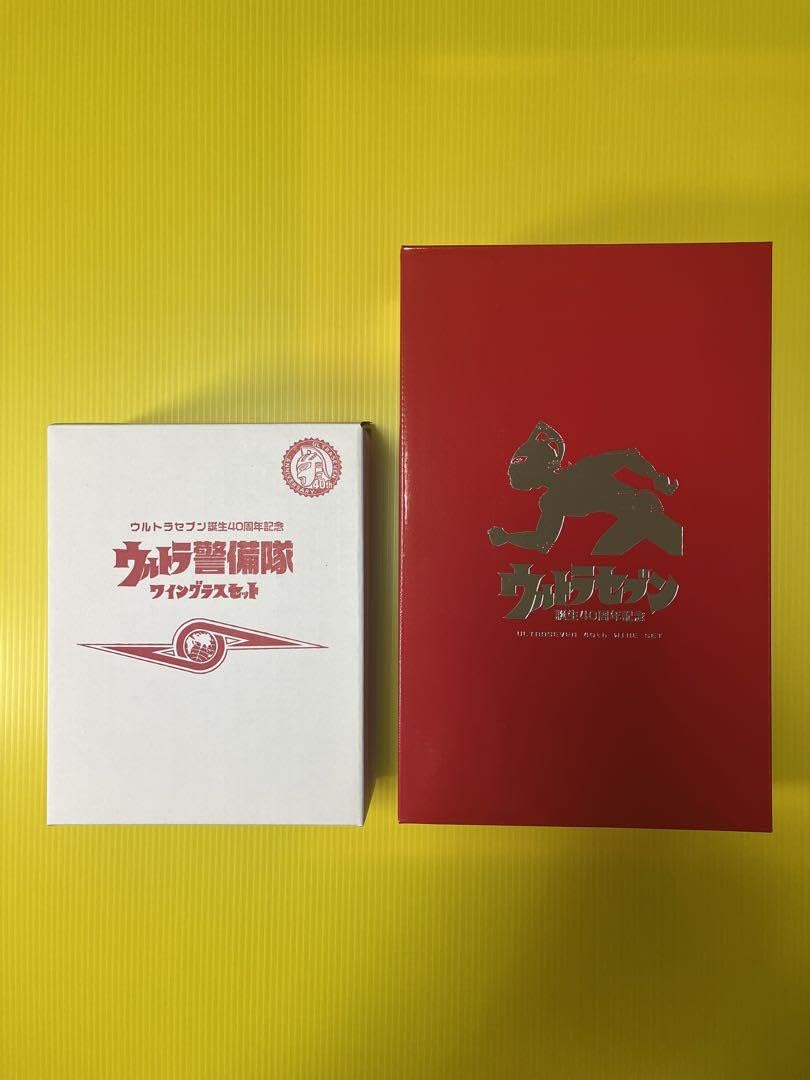 ULTRASEVEN
ANNIVERSARY
40th
ウルトラセブン誕生40周年記念
ウルトラ警備隊
ワイングラスセット
ウルトラセブン
誕生40周年記念
ULTRASEVEN 40th WINE SET